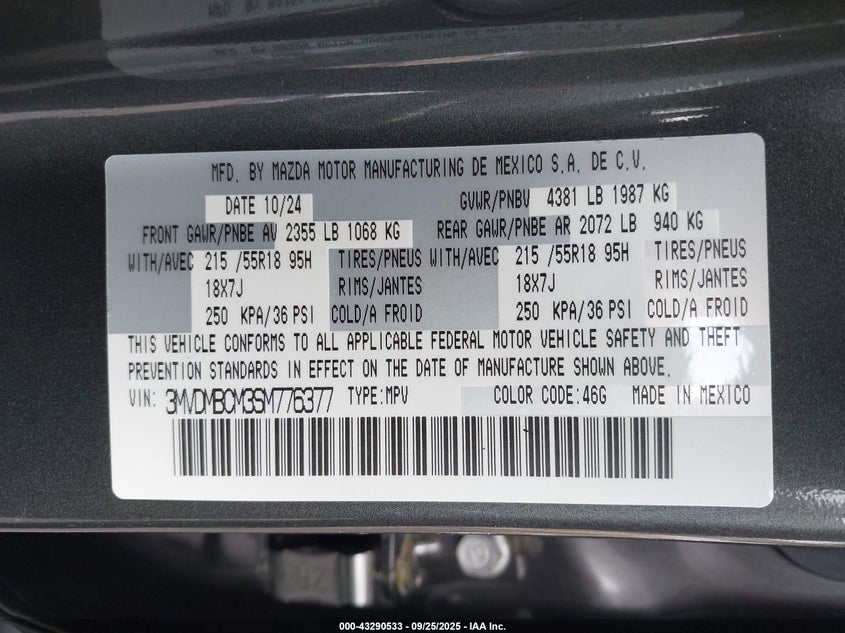 MFD. BY MAZDA MOTOR MANUFACTURING DE MEXICO S.A. DE C.V.
DATE 10/24 GVWR/PNBV 4381 LB 1987 KG
FRONT GAWR/PNBE AV 2355 LB 1068 KG REAR GAWR/PNBE AR 2072 LB 940 KG
WITH/AVEC 215 /55R18 95H TIRES/PNEUS WITH/AVEC 215 /55R18 95H TIRES/PNEUS
18X7J RIMS/JANTES 18X7J RIMS/JANTES
250 KPA/36 PSI COLD/A FROID 250 KPA/36 PSI COLD/A FROID
THIS VEHICLE CONFORMS TO ALL APPLICABLE FEDERAL MOTOR VEHICLE SAFETY AND THEFT
PREVENTION STANDARDS IN EFFECT ON THE DATE OF MANUFACTURE SHOWN ABOVE.
VIN: 3MVDMBCM3SM776377 TYPE:MPV COLOR CODE:46G MADE IN MEXICO
000-43290533 - 09/25/2025 - IAA Inc.